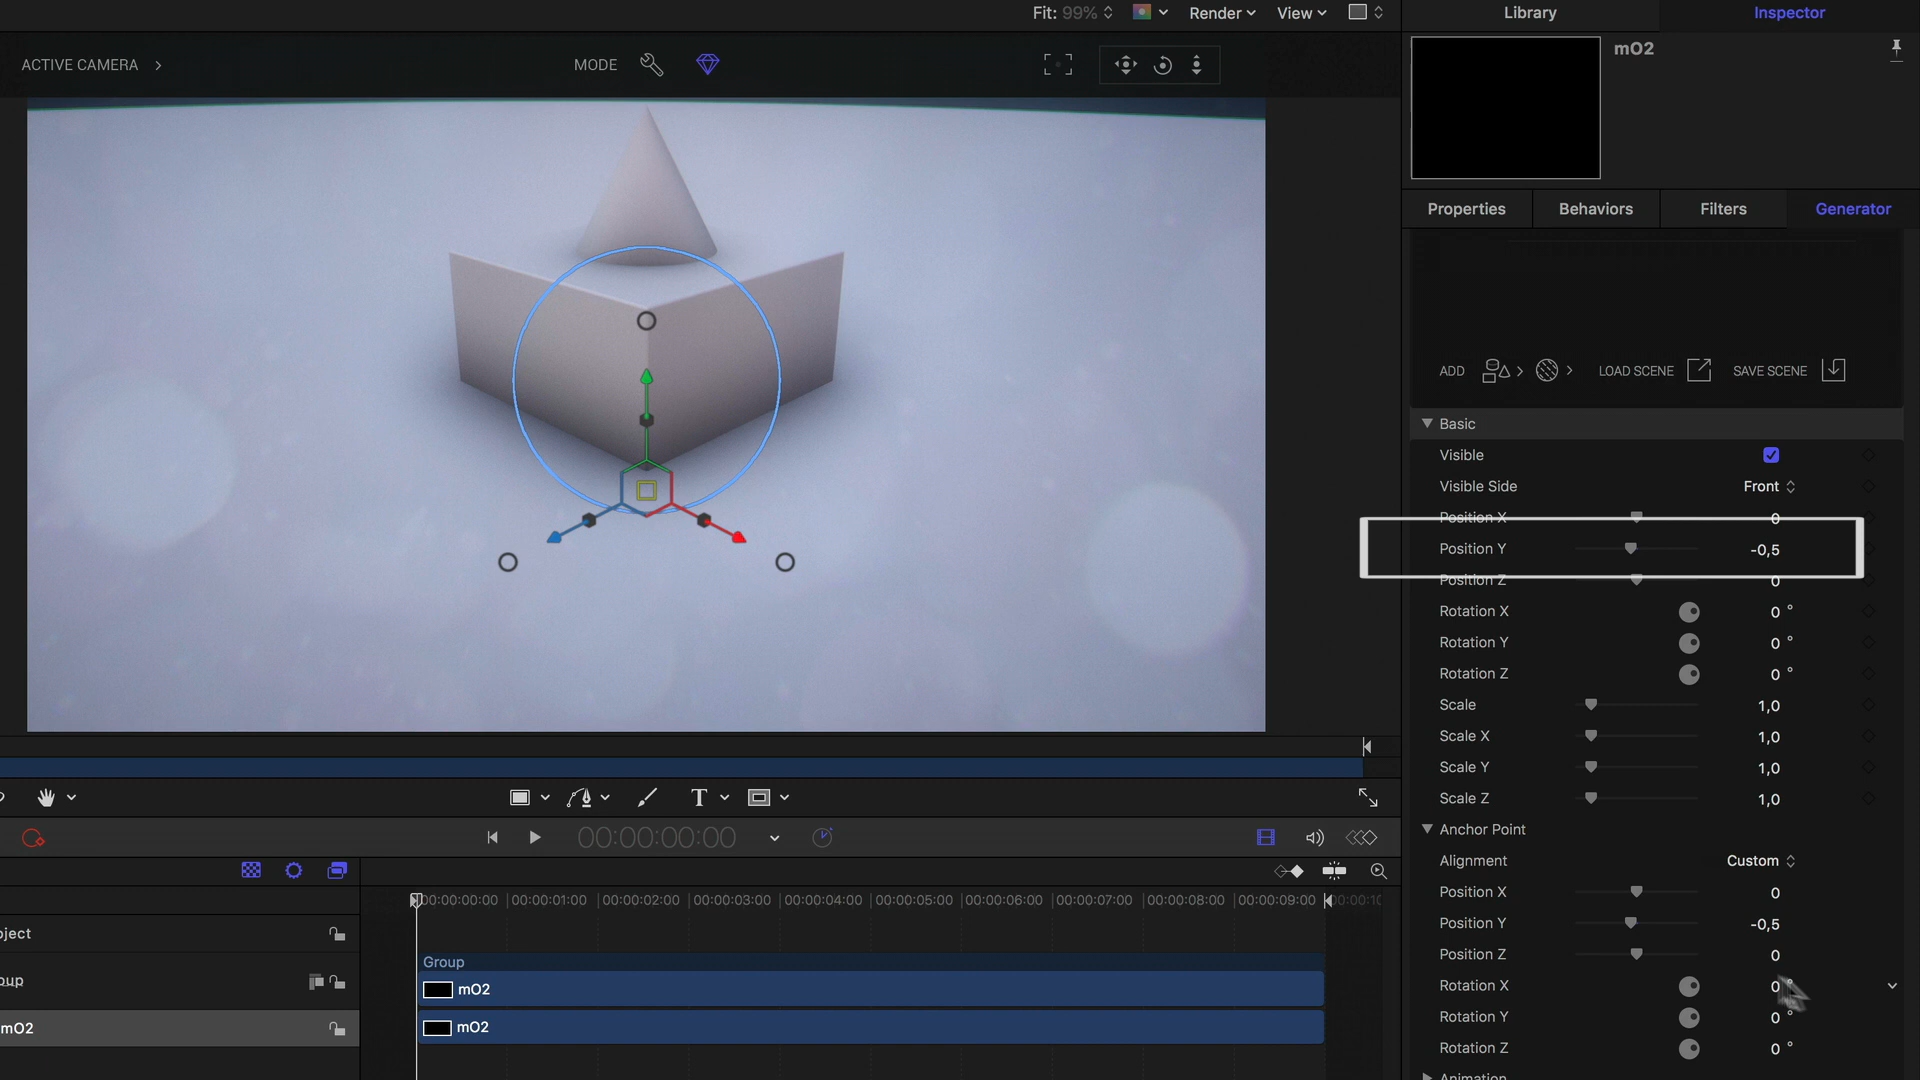 Fit: 99% Render View
Library Inspector
mO2
ACTIVE CAMERA
MODE
Properties Behaviors Filters Generator
ADD LOAD SCENE SAVE SCENE
Basic
Visible
Visible Side Front
Position X 0
Position Y -0,5
Position Z 0
Rotation X 0 °
Rotation Y 0 °
Rotation Z 0 °
Scale 1,0
Scale X 1,0
Scale Y 1,0
Scale Z 1,0
Anchor Point
Alignment Custom
Position X 0
Position Y -0,5
Position Z 0
Rotation X 0 °
Rotation Y 0 °
Rotation Z 0 °
Animation
T
00:00:00:00
00:00:00:00 00:00:01:00 00:00:02:00 00:00:03:00 00:00:04:00 00:00:05:00 00:00:06:00 00:00:07:00 00:00:08:00 00:00:09:00 00:00:10
oject
Group
oup
mO2
mO2
mO2